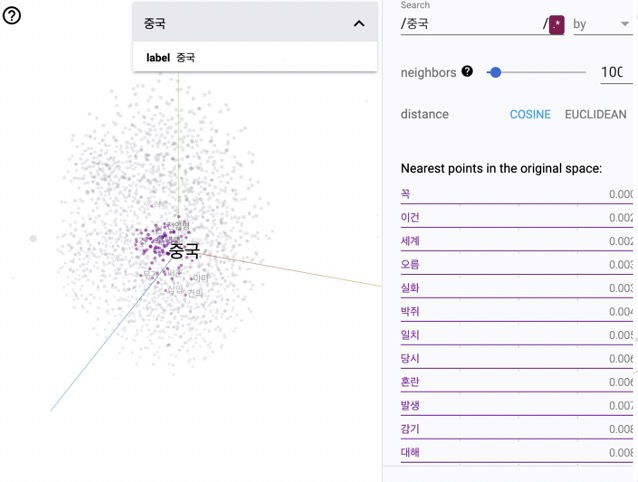 중국
label 중국
Search
/중국
/ .* by
neighbors ?
100
distance COSINE EUCLIDEAN
Nearest points in the original space:
꼭 0.000
이건 0.002
세계 0.002
오름 0.003
실화 0.003
박쥐 0.004
일치 0.005
당시 0.006
혼란 0.006
발생 0.007
감기 0.008
대해 0.008
중국